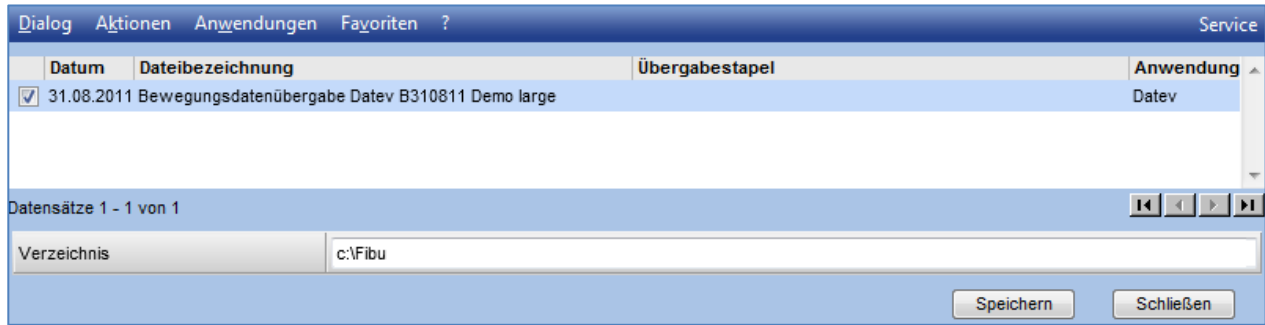 Dialog Aktionen Anwendungen Favoriten ? Service
Datum Dateibezeichnung Übergabestapel Anwendung
31.08.2011 Bewegungsdatenübergabe Datev B310811 Demo large Datev
Datensätze 1 - 1 von 1
Verzeichnis c:\Fibu
Speichern Schließen